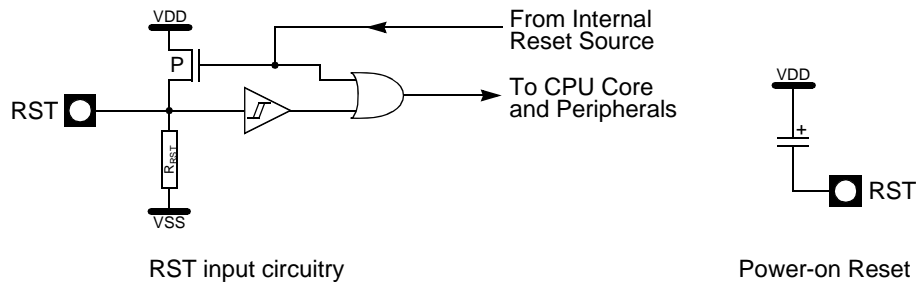 VDD
From Internal
Reset Source
P
To CPU Core
and Peripherals
RST
RRST
VSS
VDD
+
RST
RST input circuitry
Power-on Reset